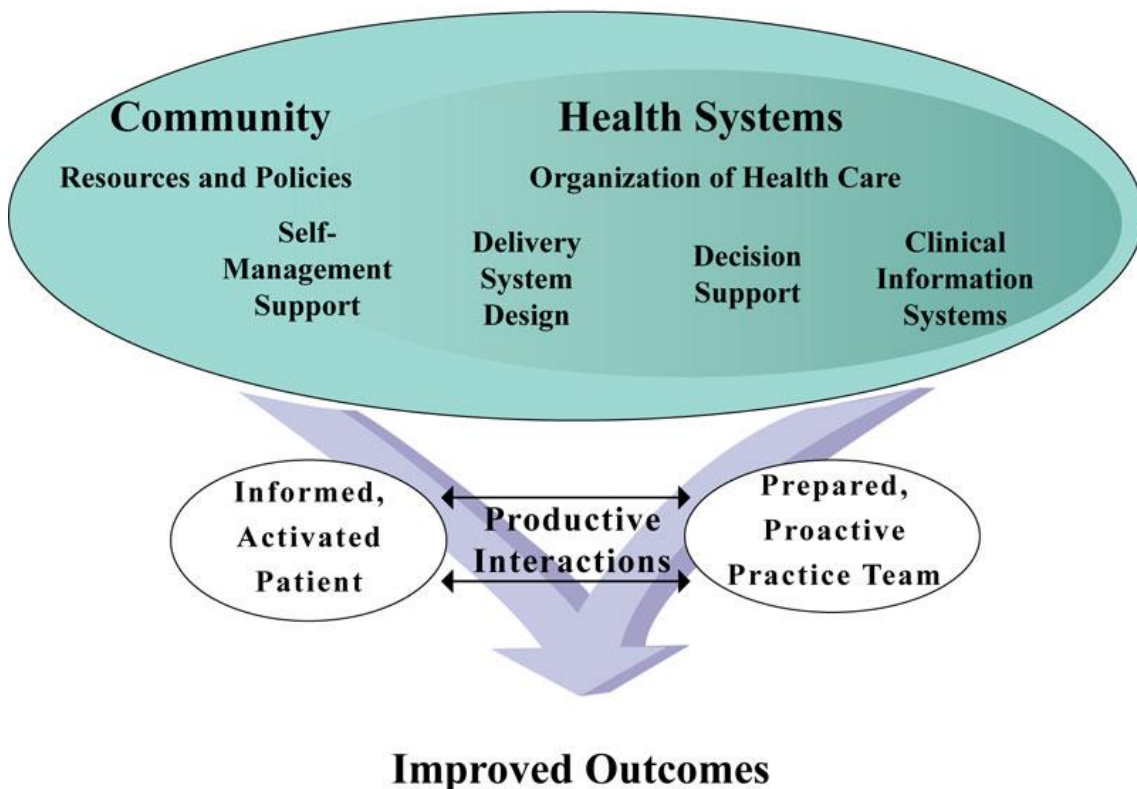 Community
Health Systems
Resources and Policies
Organization of Health Care
Self-
Management
Support
Delivery
System
Design
Decision
Support
Clinical
Information
Systems
Informed,
Activated
Patient
Productive
Interactions
Prepared,
Proactive
Practice Team
Improved Outcomes